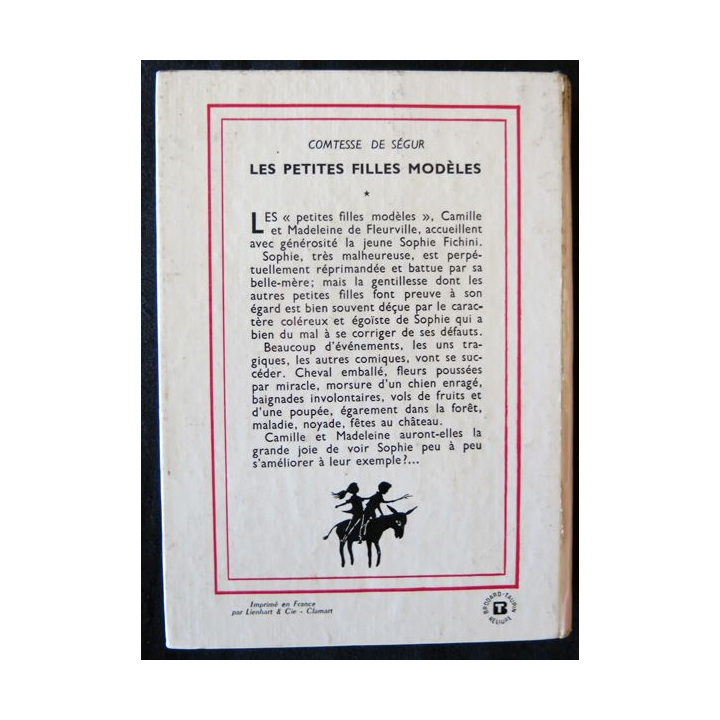 COMTESSE DE SÉGUR
LES PETITES FILLES MODÈLES
*
LES « petites filles modèles », Camille
et Madeleine de Fleurville, accueillent
avec générosité la jeune Sophie Fichini.
Sophie, très malheureuse, est perpé-
tuellement réprimandée et battue par sa
belle-mère; mais la gentillesse dont les
autres petites filles font preuve à son
égard est bien souvent déçue par le carac-
tère coléreux et égoïste de Sophie qui a
bien du mal à se corriger de ses défauts.
Beaucoup d'événements, les uns tra-
giques, les autres comiques, vont se suc-
céder. Cheval emballé, fleurs poussées
par miracle, morsure d'un chien enragé,
baignades involontaires, vols de fruits et
d'une poupée, égarement dans la forêt,
maladie, noyade, fêtes au château.
Camille et Madeleine auront-elles la
grande joie de voir Sophie peu à peu
s'améliorer à leur exemple?...
Imprimé en France
par Lienhart & Cie - Clamart
BRODARD-TAUPIN
BT
RELIURE